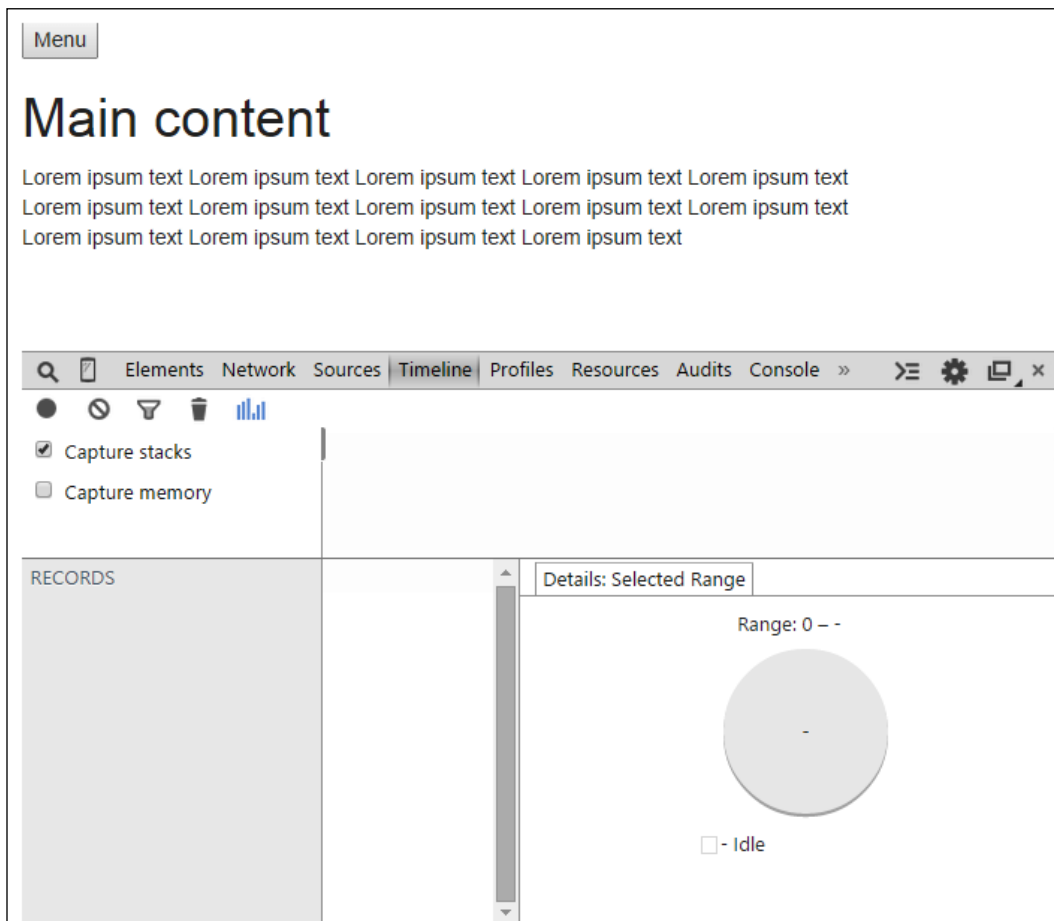 Menu
Main content
Lorem ipsum text Lorem ipsum text Lorem ipsum text Lorem ipsum text Lorem ipsum text
Lorem ipsum text Lorem ipsum text Lorem ipsum text Lorem ipsum text Lorem ipsum text
Lorem ipsum text Lorem ipsum text Lorem ipsum text Lorem ipsum text
Elements Network Sources Timeline Profiles Resources Audits Console »
Capture stacks
Capture memory
RECORDS
Details: Selected Range
Range: 0 – -
-
- Idle